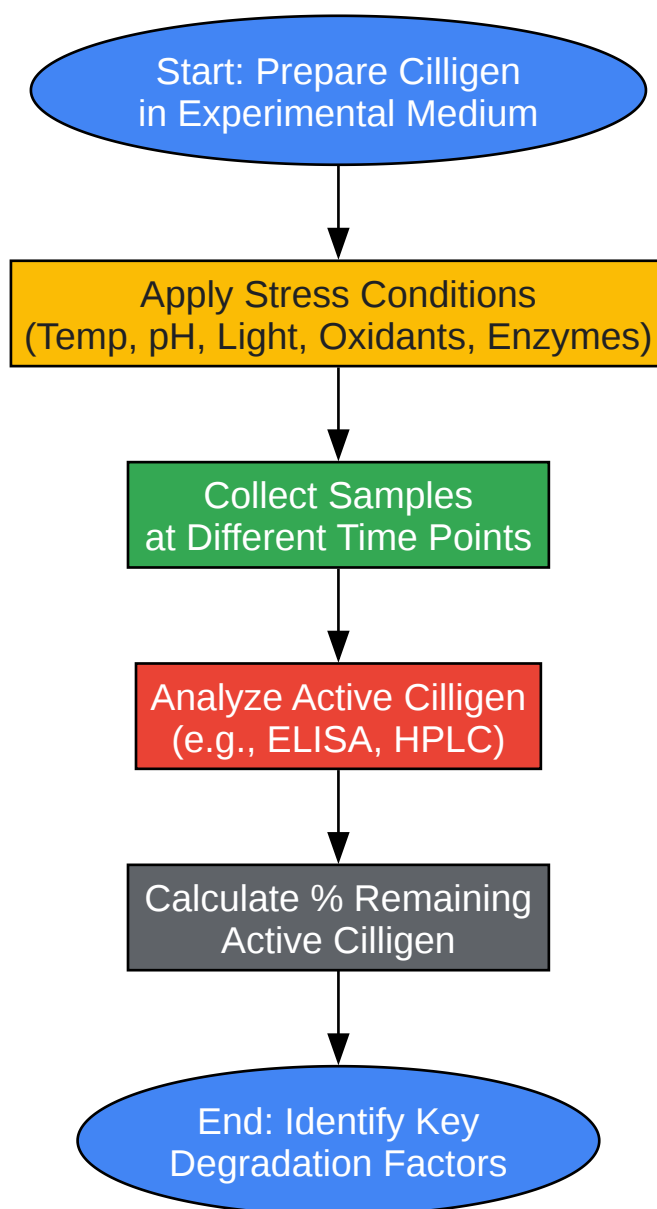 Start: Prepare Cilligen
in Experimental Medium
Apply Stress Conditions
(Temp, pH, Light, Oxidants, Enzymes)
Collect Samples
at Different Time Points
Analyze Active Cilligen
(e.g., ELISA, HPLC)
Calculate % Remaining
Active Cilligen
End: Identify Key
Degradation Factors